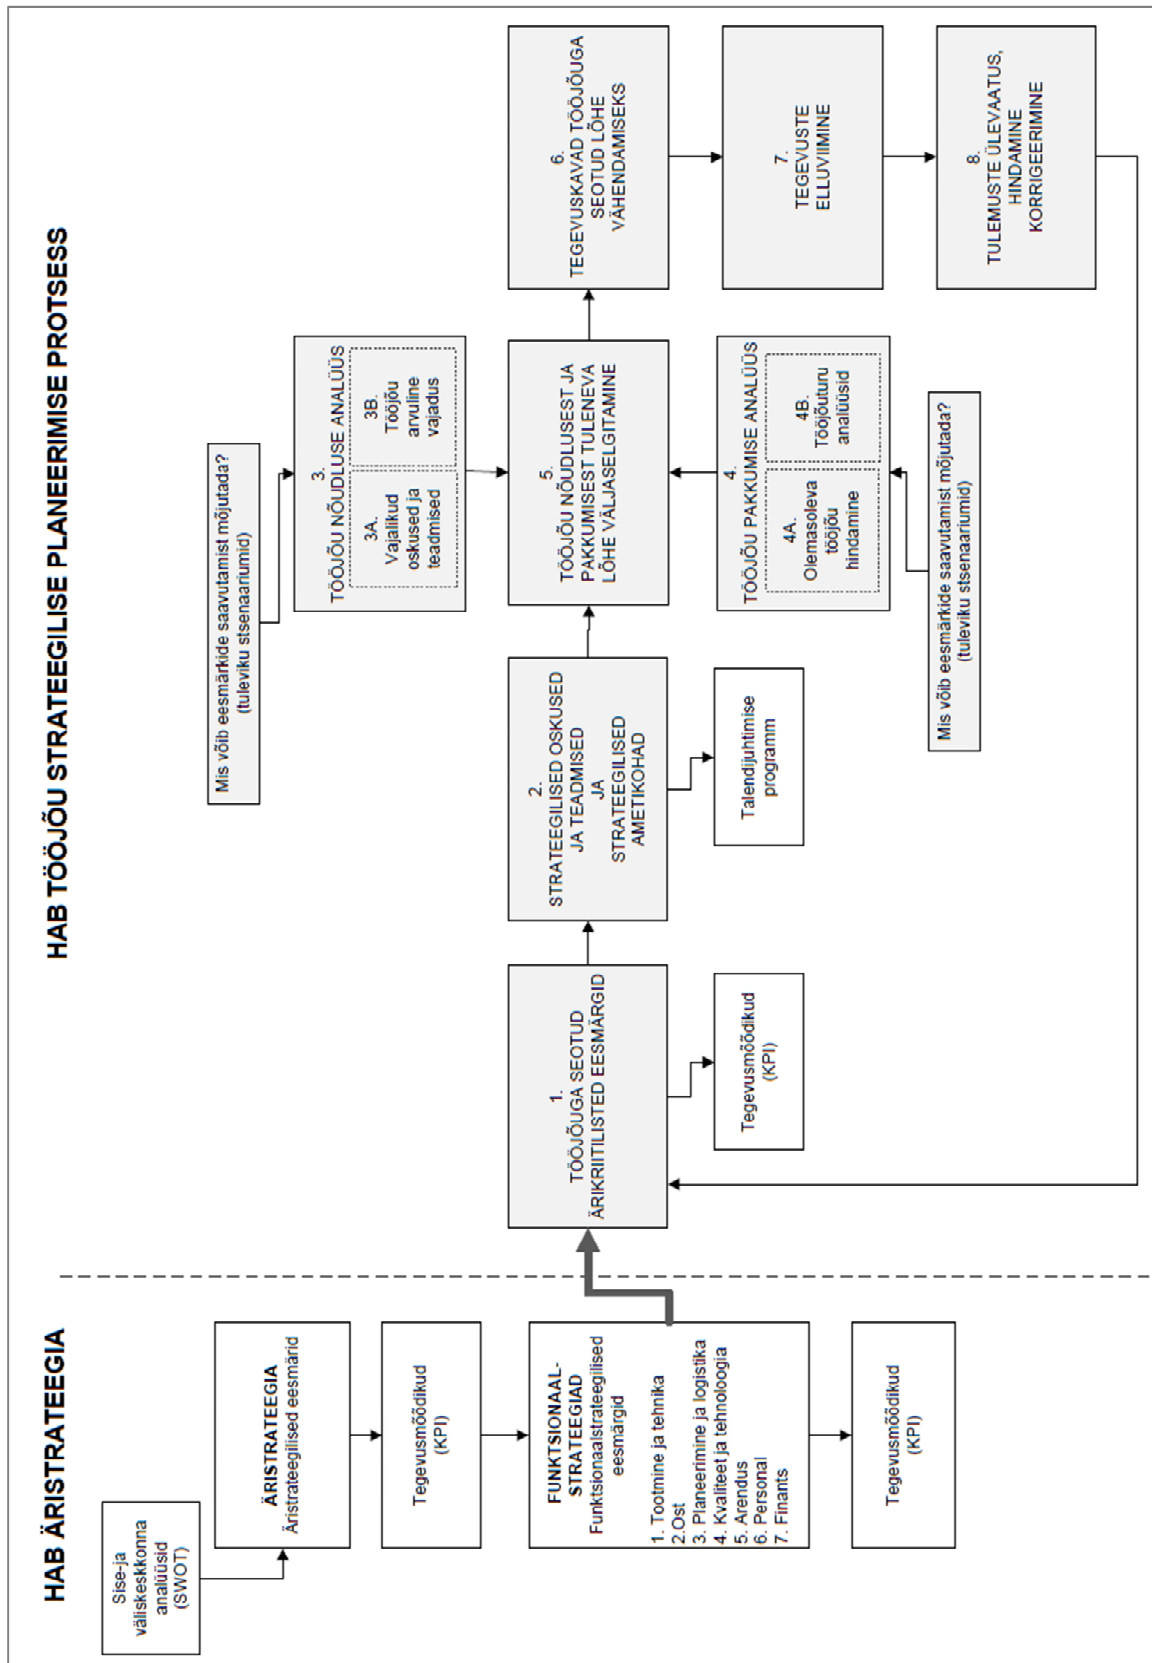 HAB ÄRISTRATEEGIA
Sise-ja
väliskeskkonna
analüüsid
(SWOT)
ÄRISTRATEEGIA
Äristrateegilised eesmärid
Tegevusmõõdikud
(KPI)
FUNKTSIONAAL-
STRATEEGIAD
Funktsionaalstrateegilised
eesmärgid
1. Tootmine ja tehnika
2.Ost
3. Planeerimine ja logistika
4. Kvaliteet ja tehnoloogia
5. Arendus
6. Personal
7. Finants
Tegevusmõõdikud
(KPI)
HAB TÖÖJÕU STRATEEGILISE PLANEERIMISE PROTSESS
1.
TÖÖJÕUGA SEOTUD
ÄRIKRIITILISTED EESMÄRGID
Tegevusmõõdikud
(KPI)
2.
STRATEEGILISED OSKUSED
JA TEADMISED
JA
STRATEEGILISED
AMETIKOHAD
Talendijuhtimise
programm
Mis võib eesmärkide saavutamist mõjutada?
(tuleviku stsenaariumid)
3.
TÖÖJÕU NÕUDLUSE ANALÜÜS
3A.
Vajalikud
oskused ja
teadmised
3B.
Tööjõu
arvuline
vajadus
5.
TÖÖJÕU NÕUDLUSEST JA
PAKKUMISEST TULENEVA
LÕHE VÄLJASELGITAMINE
4.
TÖÖJÕU PAKKUMISE ANALÜÜS
4A.
Olemasoleva
tööjõu
hindamine
4B.
Tööjõuturu
analüüsid
Mis võib eesmärkide saavutamist mõjutada?
(tuleviku stsenaariumid)
6.
TEGEVUSKAVAD TÖÖJÕUGA
SEOTUD LÕHE
VÄHENDAMISEKS
7.
TEGEVUSTE
ELLUVIIMINE
8.
TULEMUSTE ÜLEVAATUS,
HINDAMINE
KORRIGEERIMINE